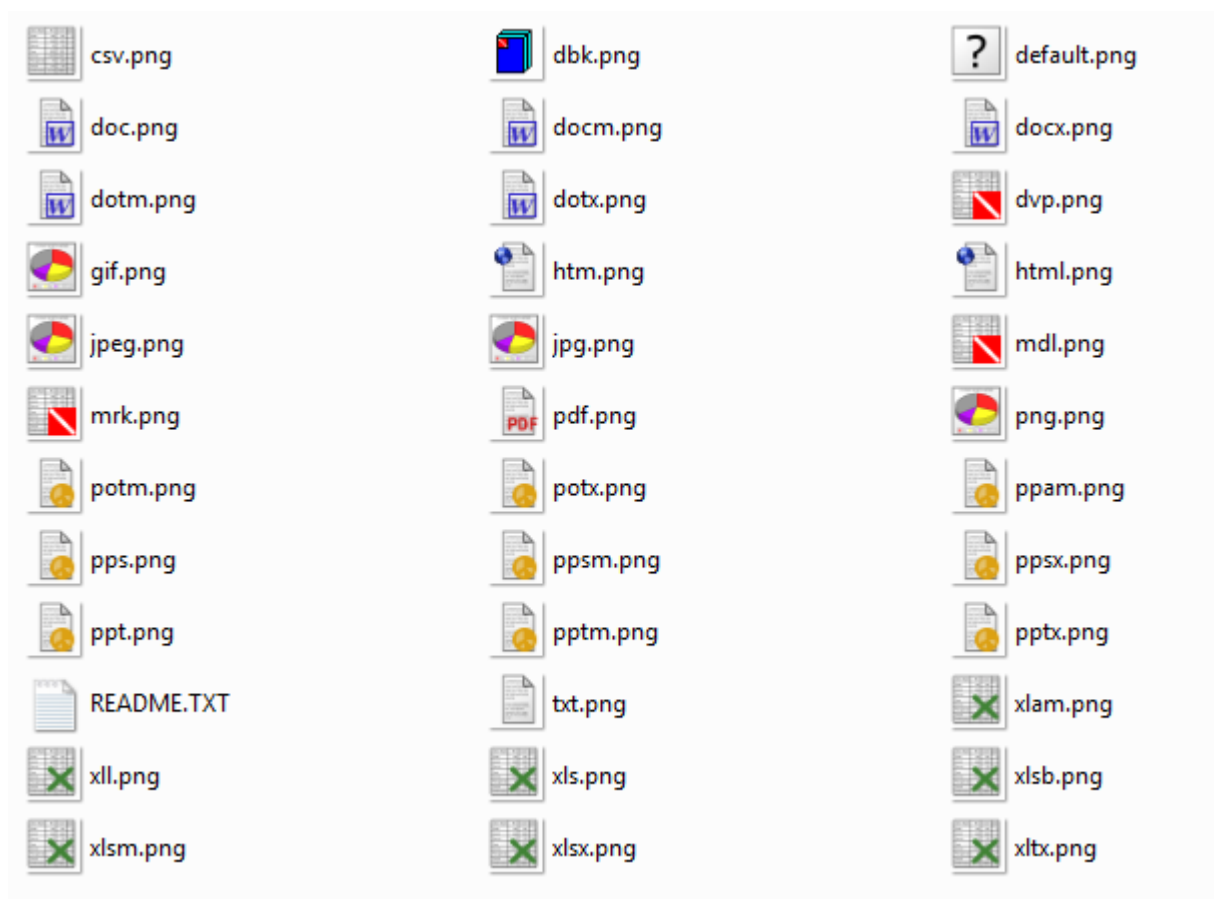 csv.png dbk.png default.png
doc.png docm.png docx.png
dotm.png dotx.png dvp.png
gif.png htm.png html.png
jpeg.png jpg.png mdl.png
mrk.png pdf.png png.png
potm.png potx.png ppam.png
pps.png ppsm.png ppsx.png
ppt.png pptm.png pptx.png
README.TXT txt.png xlam.png
xll.png xls.png xlsb.png
xlsm.png xlsx.png xltx.png